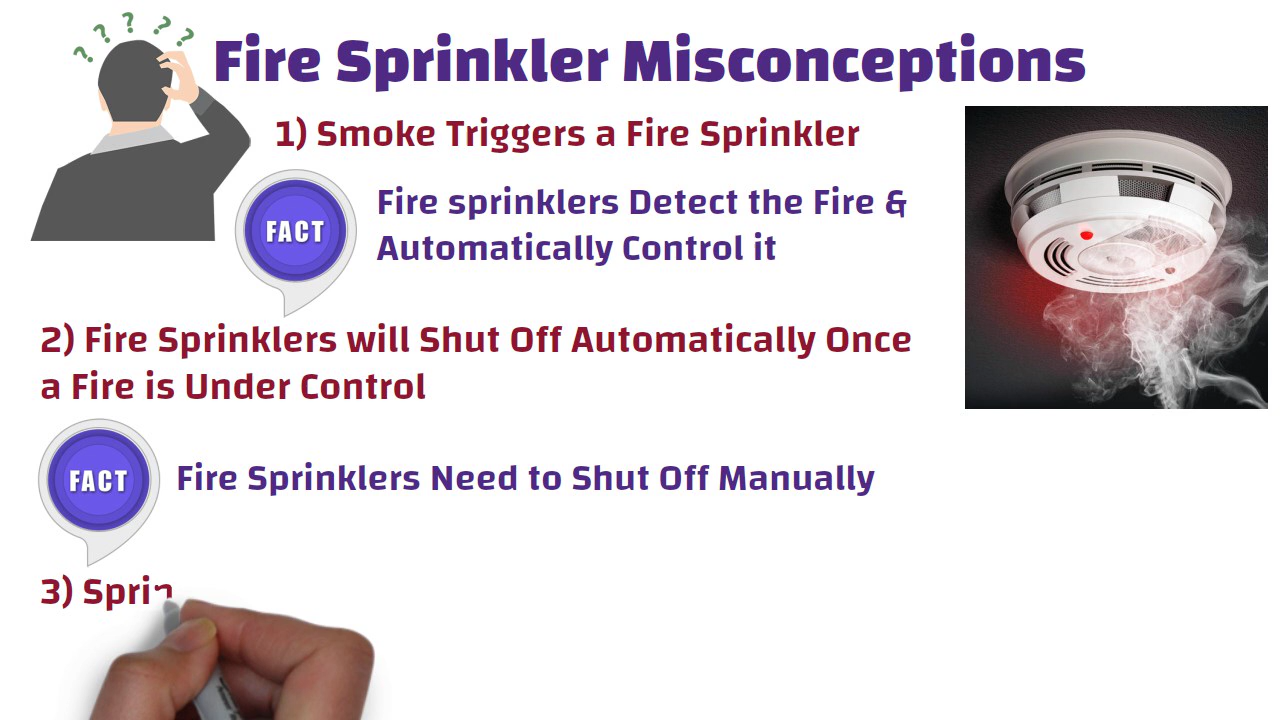 ? ? ? ? ?
Fire Sprinkler Misconceptions
1) Smoke Triggers a Fire Sprinkler
FACT
Fire sprinklers Detect the Fire &
Automatically Control it
2) Fire Sprinklers will Shut Off Automatically Once
a Fire is Under Control
FACT
Fire Sprinklers Need to Shut Off Manually
3) Sprin